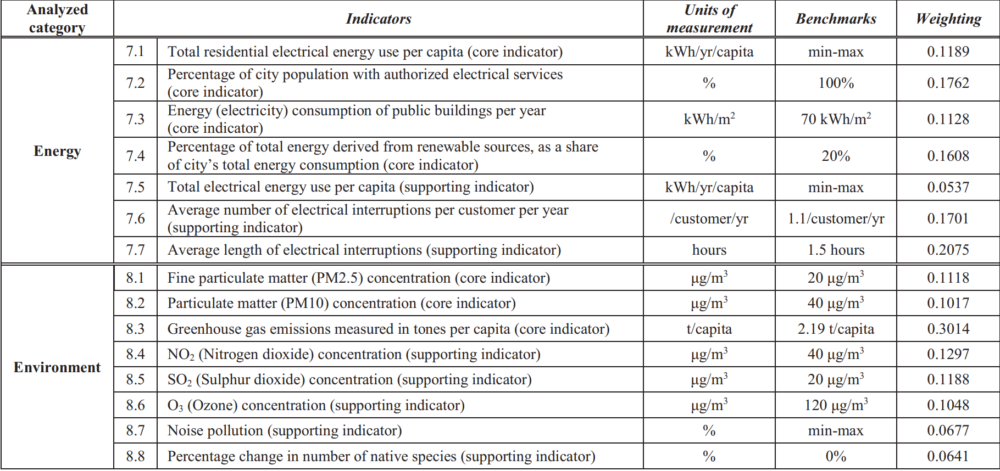 Analyzed category Indicators Units of measurement Benchmarks Weighting
Energy
7.1 Total residential electrical energy use per capita (core indicator) kWh/yr/capita min-max 0.1189
7.2 Percentage of city population with authorized electrical services
(core indicator) % 100% 0.1762
7.3 Energy (electricity) consumption of public buildings per year
(core indicator) kWh/m² 70 kWh/m² 0.1128
7.4 Percentage of total energy derived from renewable sources, as a share
of city’s total energy consumption (core indicator) % 20% 0.1608
7.5 Total electrical energy use per capita (supporting indicator) kWh/yr/capita min-max 0.0537
7.6 Average number of electrical interruptions per customer per year
(supporting indicator) /customer/yr 1.1/customer/yr 0.1701
7.7 Average length of electrical interruptions (supporting indicator) hours 1.5 hours 0.2075
Environment
8.1 Fine particulate matter (PM2.5) concentration (core indicator) μg/m³ 20 μg/m³ 0.1118
8.2 Particulate matter (PM10) concentration (core indicator) μg/m³ 40 μg/m³ 0.1017
8.3 Greenhouse gas emissions measured in tones per capita (core indicator) t/capita 2.19 t/capita 0.3014
8.4 NO₂ (Nitrogen dioxide) concentration (supporting indicator) μg/m³ 40 μg/m³ 0.1297
8.5 SO₂ (Sulphur dioxide) concentration (supporting indicator) μg/m³ 20 μg/m³ 0.1188
8.6 O₃ (Ozone) concentration (supporting indicator) μg/m³ 120 μg/m³ 0.1048
8.7 Noise pollution (supporting indicator) % min-max 0.0677
8.8 Percentage change in number of native species (supporting indicator) % 0% 0.0641